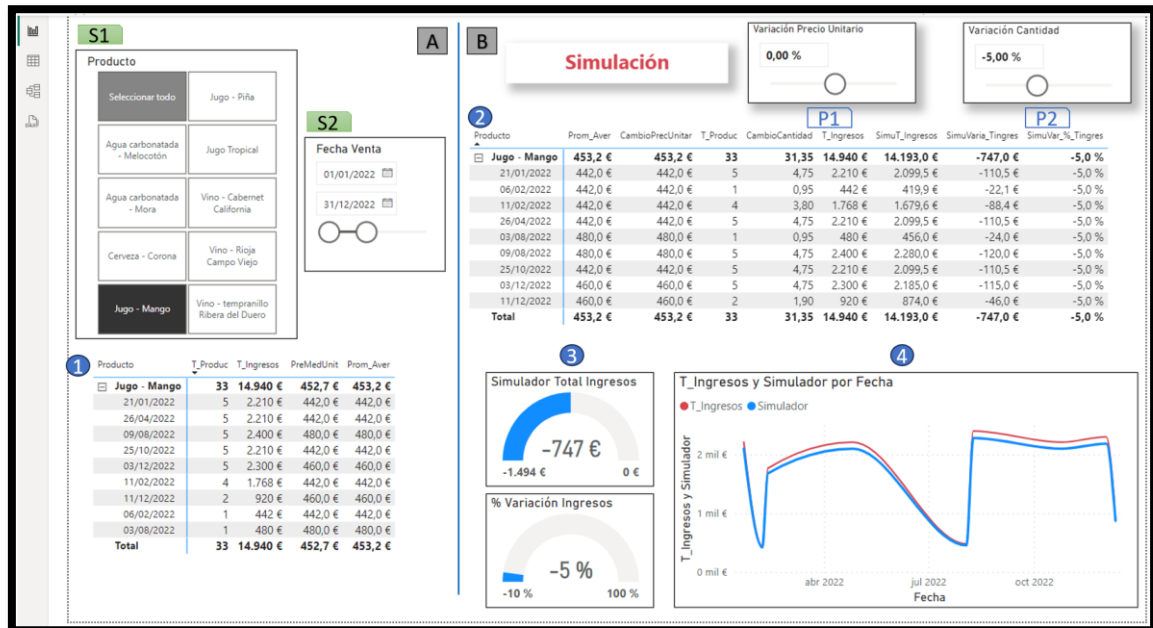 S1
A
Producto
Seleccionar todo
Jugo - Piña
Agua carbonatada
- Melocotón
Jugo Tropical
Agua carbonatada
- Mora
Vino - Cabernet
California
Cerveza - Corona
Vino - Rioja
Campo Viejo
Jugo - Mango
Vino - tempranillo
Ribera del Duero
S2
Fecha Venta
01/01/2022
31/12/2022
1
Producto T_Produc T_Ingresos PreMedUnit Prom_Aver
Jugo - Mango 33 14.940 € 452,7 € 453,2 €
21/01/2022 5 2.210 € 442,0 € 442,0 €
26/04/2022 5 2.210 € 442,0 € 442,0 €
09/08/2022 5 2.400 € 480,0 € 480,0 €
25/10/2022 5 2.210 € 442,0 € 442,0 €
03/12/2022 5 2.300 € 460,0 € 460,0 €
11/02/2022 4 1.768 € 442,0 € 442,0 €
11/12/2022 2 920 € 460,0 € 460,0 €
06/02/2022 1 442 € 442,0 € 442,0 €
03/08/2022 1 480 € 480,0 € 480,0 €
Total 33 14.940 € 452,7 € 453,2 €
B
Simulación
Variación Precio Unitario
0,00 %
P1
Variación Cantidad
-5,00 %
P2
2
Producto Prom_Aver CambioPrecUnitar T_Produc CambioCantidad T_Ingresos SimuT_Ingresos SimuVaria_Tingres SimuVar_%_Tingres
Jugo - Mango 453,2 € 453,2 € 33 31,35 14.940 € 14.193,0 € -747,0 € -5,0 %
21/01/2022 442,0 € 442,0 € 5 4,75 2.210 € 2.099,5 € -110,5 € -5,0 %
06/02/2022 442,0 € 442,0 € 1 0,95 442 € 419,9 € -22,1 € -5,0 %
11/02/2022 442,0 € 442,0 € 4 3,80 1.768 € 1.679,6 € -88,4 € -5,0 %
26/04/2022 442,0 € 442,0 € 5 4,75 2.210 € 2.099,5 € -110,5 € -5,0 %
03/08/2022 480,0 € 480,0 € 1 0,95 480 € 456,0 € -24,0 € -5,0 %
09/08/2022 480,0 € 480,0 € 5 4,75 2.400 € 2.280,0 € -120,0 € -5,0 %
25/10/2022 442,0 € 442,0 € 5 4,75 2.210 € 2.099,5 € -110,5 € -5,0 %
03/12/2022 460,0 € 460,0 € 5 4,75 2.300 € 2.185,0 € -115,0 € -5,0 %
11/12/2022 460,0 € 460,0 € 2 1,90 920 € 874,0 € -46,0 € -5,0 %
Total 453,2 € 453,2 € 33 31,35 14.940 € 14.193,0 € -747,0 € -5,0 %
3
Simulador Total Ingresos
-747 €
-1.494 € 0 €
% Variación Ingresos
-5 %
-10 % 100 %
4
T_Ingresos y Simulador por Fecha
T_Ingresos Simulador
T_Ingresos y Simulador
2 mil €
1 mil €
0 mil €
abr 2022 jul 2022 oct 2022
Fecha